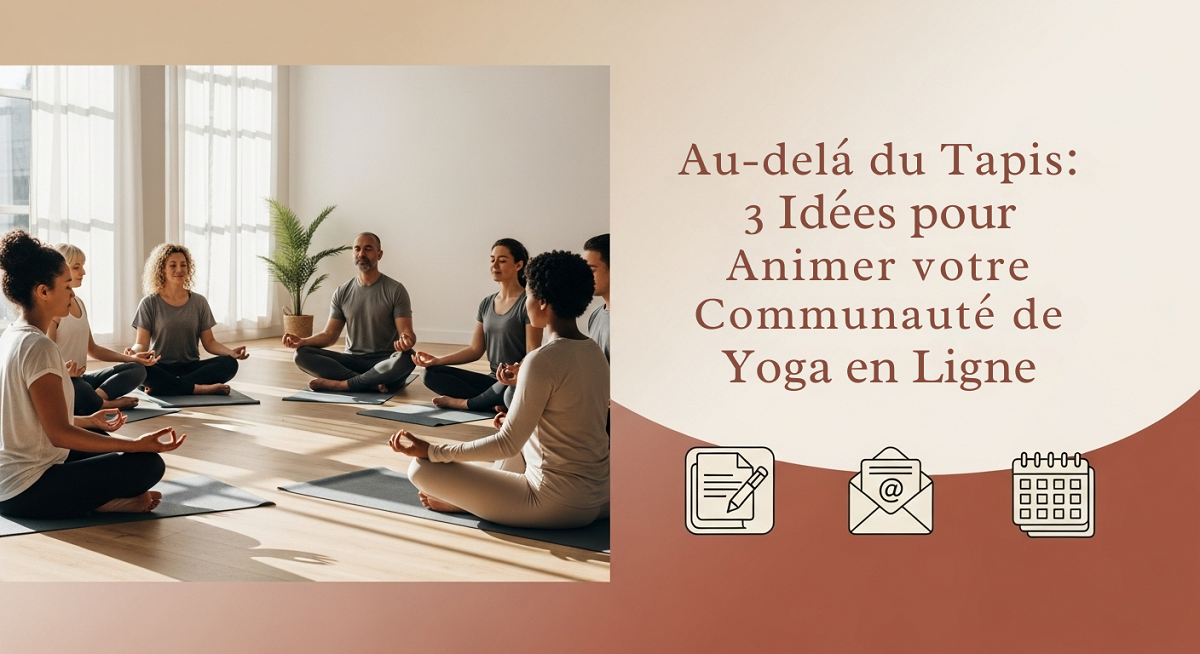 Au-delá du Tapis:
3 Idées pour
Animer votre
Communauté de
Yoga en Ligne
@